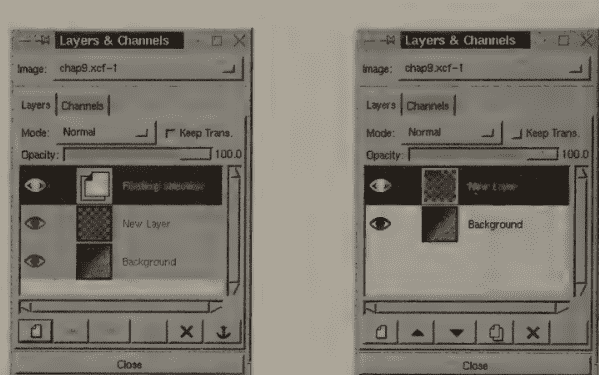 Layers & Channels
Image: chap9.xcf-1
Layers Channels
Mode: Normal Keep Trans.
Opacity: 100.0
Floating selection
New Layer
Background
Close
Layers & Channels
Image: chap9.xcf-1
Layers Channels
Mode: Normal Keep Trans.
Opacity: 100.0
New Layer
Background
Close